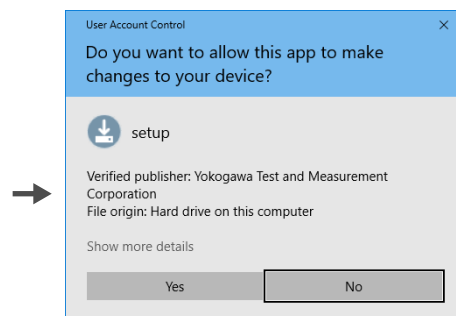 User Account Control
Do you want to allow this app to make
changes to your device?
setup
Verified publisher: Yokogawa Test and Measurement
Corporation
File origin: Hard drive on this computer
Show more details
Yes
No